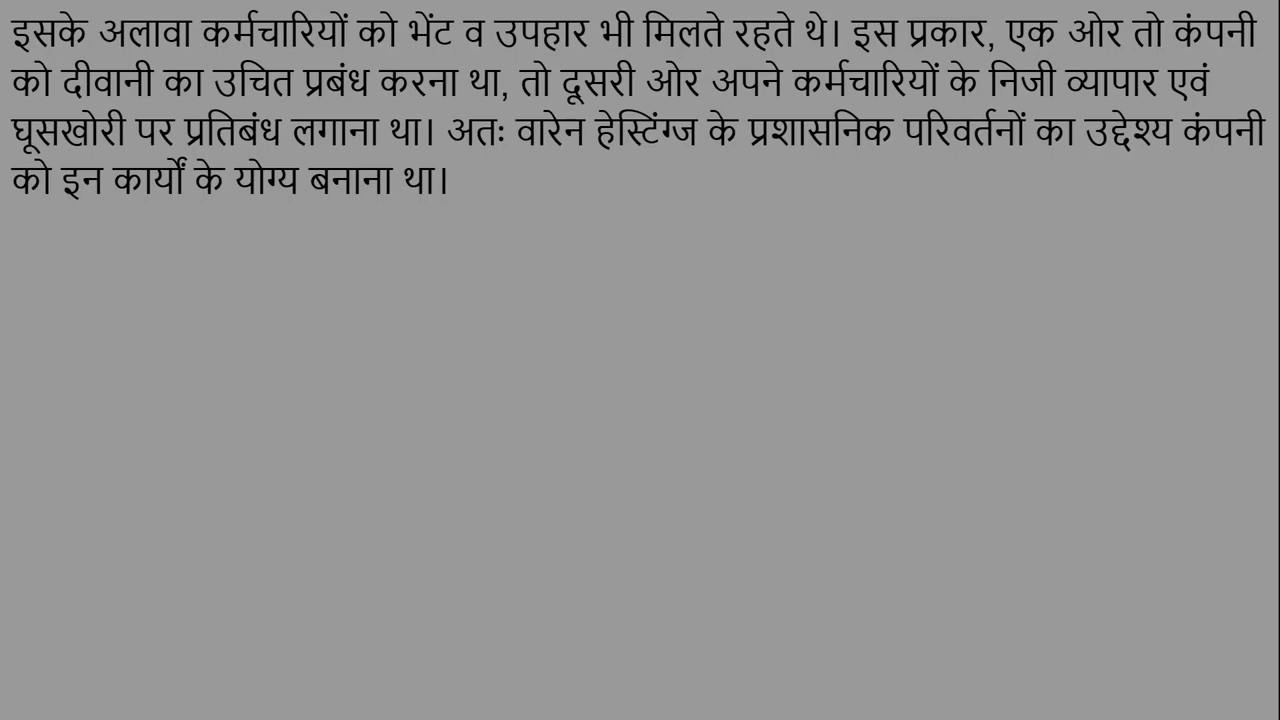 इसके अलावा कर्मचारियों को भेंट व उपहार भी मिलते रहते थे। इस प्रकार, एक ओर तो कंपनी
को दीवानी का उचित प्रबंध करना था, तो दूसरी ओर अपने कर्मचारियों के निजी व्यापार एवं
घूसखोरी पर प्रतिबंध लगाना था। अतः वारेन हेस्टिंग्ज के प्रशासनिक परिवर्तनों का उद्देश्य कंपनी
को इन कार्यों के योग्य बनाना था।